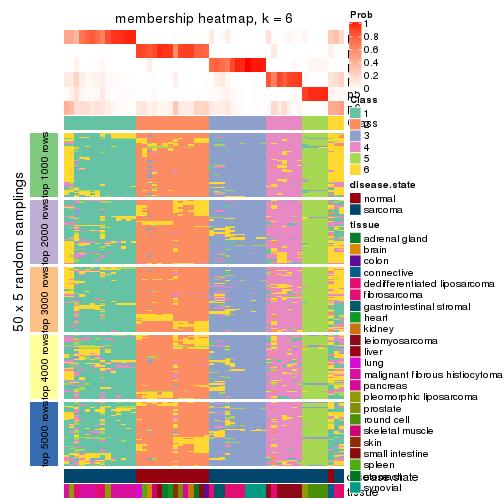 membership heatmap, k = 6
50 x 5 random samplings
top 1000 rows
top 2000 rows
top 3000 rows
top 4000 rows
top 5000 rows
Prob
1
0.8
0.6
0.4
0.2
0
Class
1
2
3
4
5
6
disease.state
normal
sarcoma
tissue
adrenal gland
brain
colon
connective
dedifferentiated liposarcoma
fibrosarcoma
gastrointestinal stromal
heart
kidney
leiomyosarcoma
liver
lung
malignant fibrous histiocytoma
pancreas
pleomorphic liposarcoma
prostate
round cell
skeletal muscle
skin
small intestine
spleen
synovial
disease.state
tissue